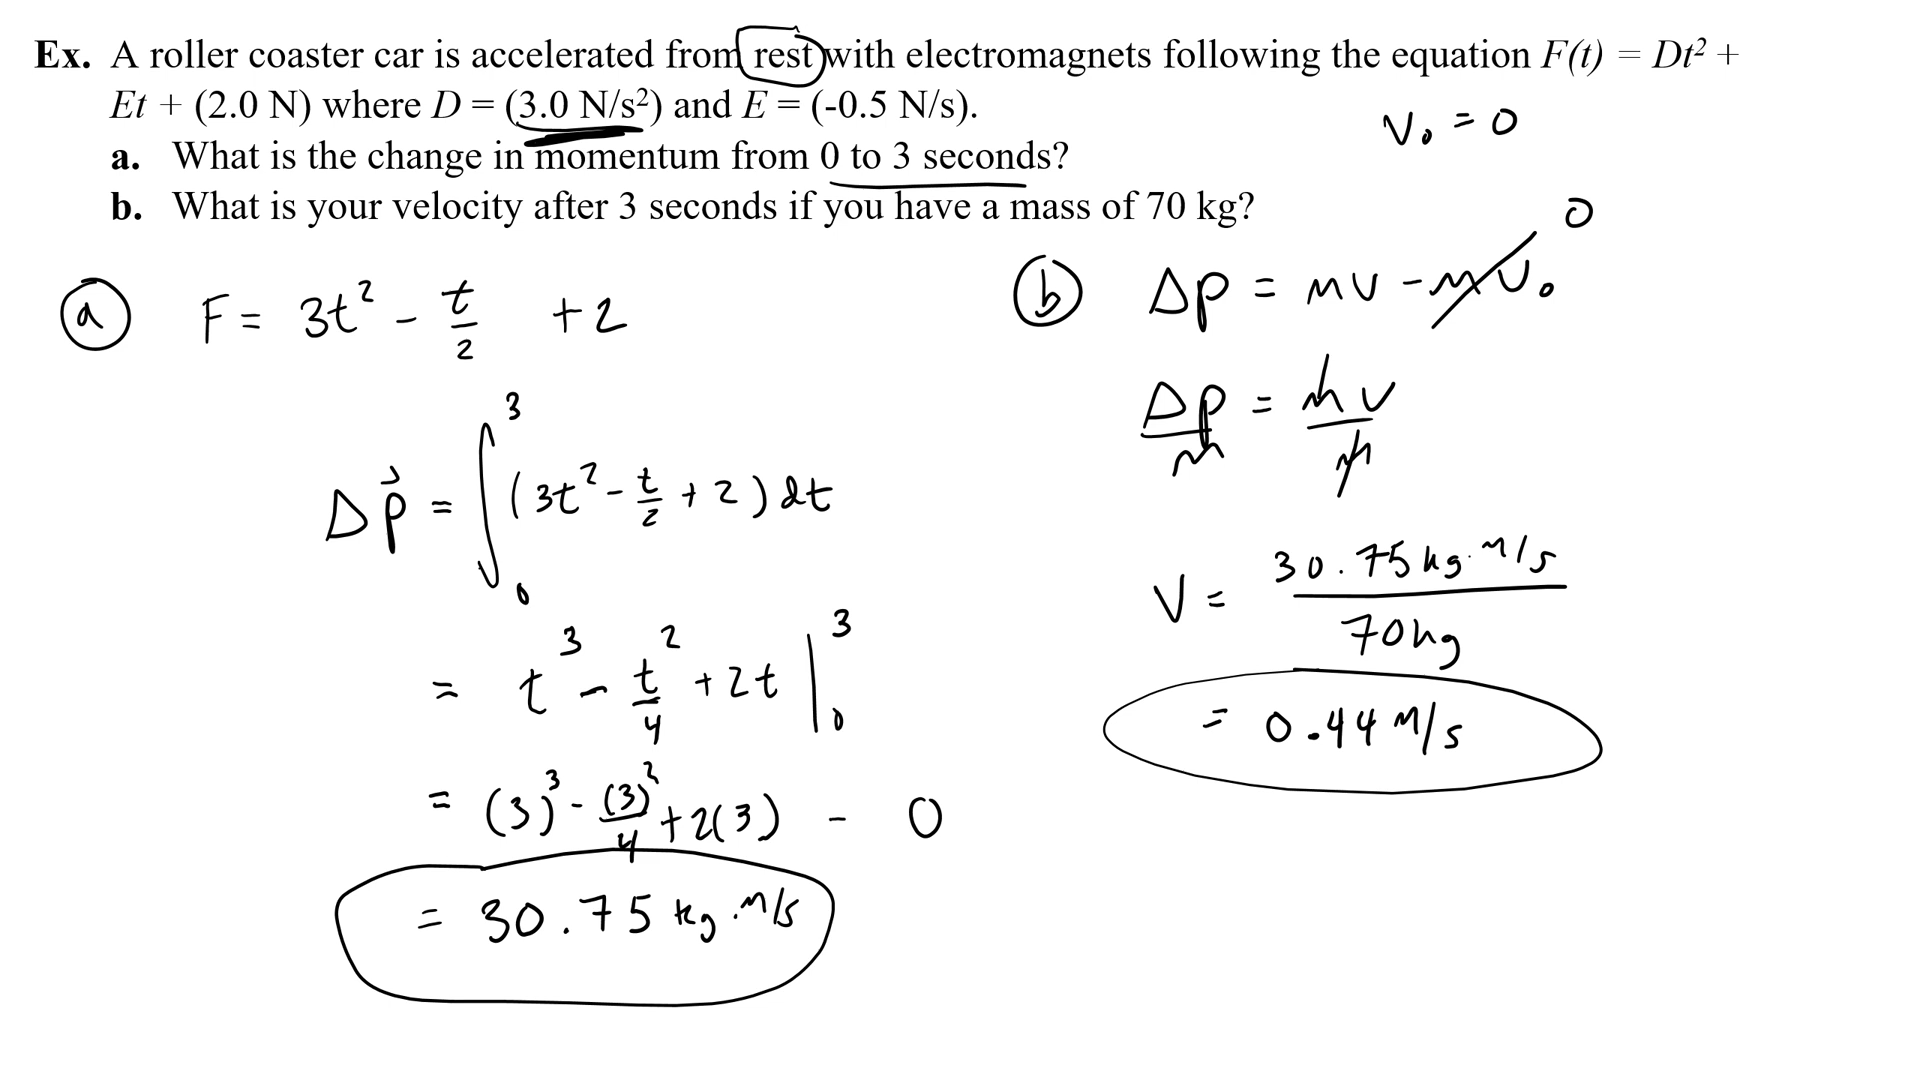 Ex. A roller coaster car is accelerated from rest with electromagnets following the equation F(t) = Dt² +
Et + (2.0 N) where D = (3.0 N/s²) and E = (-0.5 N/s).
a. What is the change in momentum from 0 to 3 seconds?
b. What is your velocity after 3 seconds if you have a mass of 70 kg?
V₀ = 0
a F = 3t² - t/2 + 2
Δp⃗ = ∫₀³ (3t² - t/2 + 2) dt
= t³ - t²/4 + 2t |₀³
= (3)³ - (3)²/4 + 2(3) - 0
= 30.75 kg·m/s
b Δp = mv - mv₀ 0
Δp/m = mv/m
V = 30.75 kg·m/s / 70 kg
= 0.44 m/s